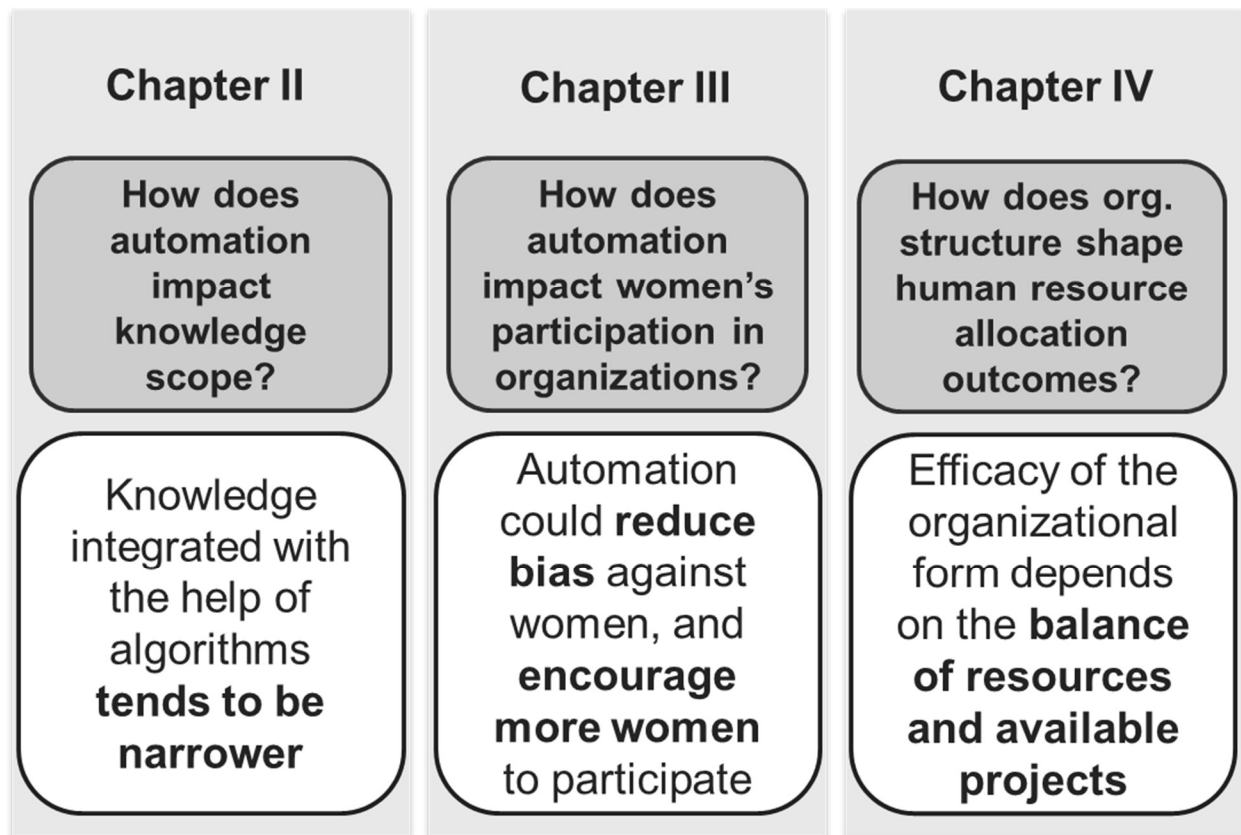 Chapter II
How does
automation
impact
knowledge
scope?
Knowledge
integrated with
the help of
algorithms
tends to be
narrower
Chapter III
How does
automation
impact women’s
participation in
organizations?
Automation
could reduce
bias against
women, and
encourage
more women
to participate
Chapter IV
How does org.
structure shape
human resource
allocation
outcomes?
Efficacy of the
organizational
form depends
on the balance
of resources
and available
projects